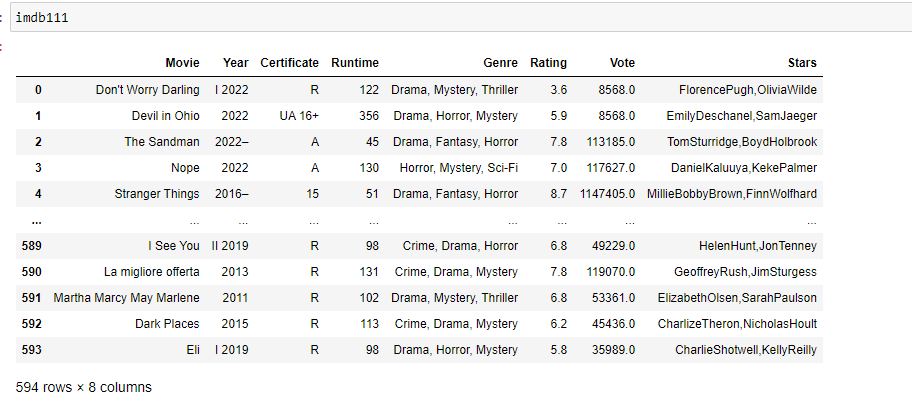 imdb111
Movie Year Certificate Runtime Genre Rating Vote Stars
0 Don't Worry Darling I 2022 R 122 Drama, Mystery, Thriller 3.6 8568.0 FlorencePugh,OliviaWilde
1 Devil in Ohio 2022 UA 16+ 356 Drama, Horror, Mystery 5.9 8568.0 EmilyDeschanel,SamJaeger
2 The Sandman 2022– A 45 Drama, Fantasy, Horror 7.8 113185.0 TomSturridge,BoydHolbrook
3 Nope 2022 A 130 Horror, Mystery, Sci-Fi 7.0 117627.0 DanielKaluuya,KekePalmer
4 Stranger Things 2016– 15 51 Drama, Fantasy, Horror 8.7 1147405.0 MillieBobbyBrown,FinnWolfhard
... ... ... ... ... ... ... ... ...
589 I See You II 2019 R 98 Crime, Drama, Horror 6.8 49229.0 HelenHunt,JonTenney
590 La migliore offerta 2013 R 131 Crime, Drama, Mystery 7.8 119070.0 GeoffreyRush,JimSturgess
591 Martha Marcy May Marlene 2011 R 102 Drama, Mystery, Thriller 6.8 53361.0 ElizabethOlsen,SarahPaulson
592 Dark Places 2015 R 113 Crime, Drama, Mystery 6.2 45436.0 CharlizeTheron,NicholasHoult
593 Eli I 2019 R 98 Drama, Horror, Mystery 5.8 35989.0 CharlieShotwell,KellyReilly
594 rows × 8 columns